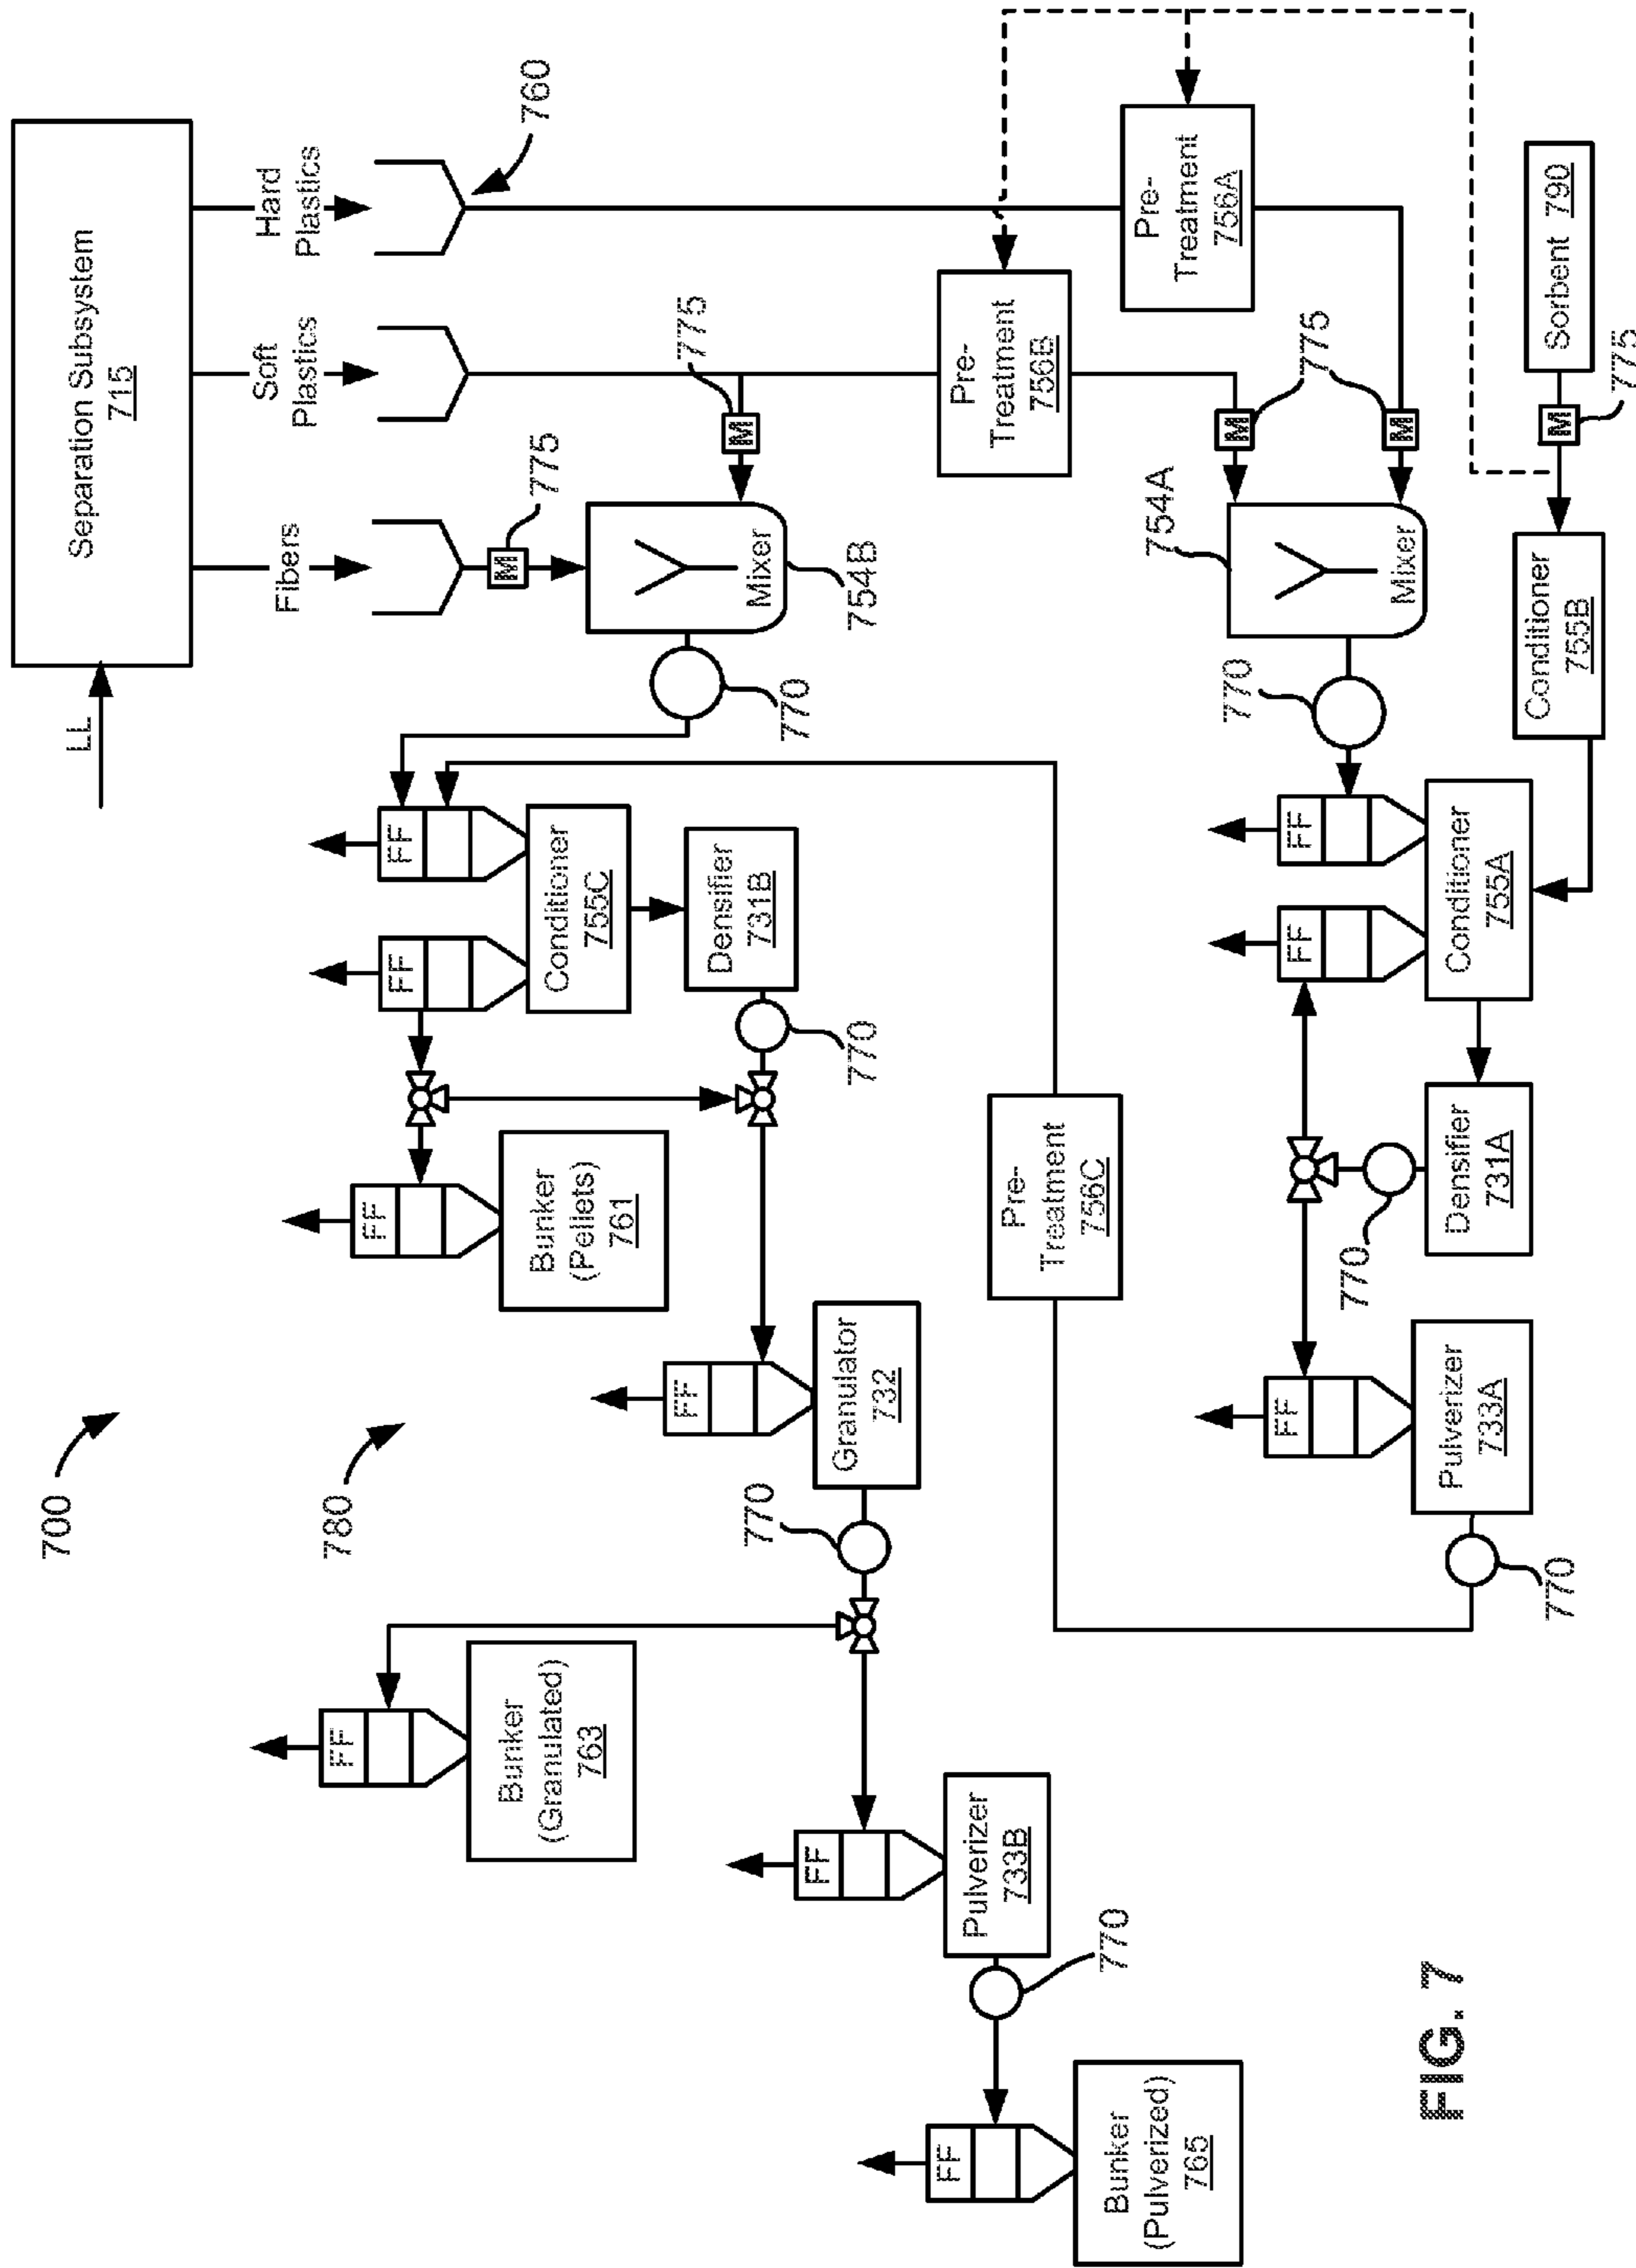 700
780
LL
Separation Subsystem
715
Fibers
Soft
Plastics
Hard
Plastics
760
775
M
M
775
Mixer
754B
770
FF
FF
Conditioner
755C
Densifier
731B
770
FF
Bunker
(Pellets)
761
FF
Granulator
732
770
FF
Bunker
(Granulated)
763
FF
Pulverizer
733B
770
FF
Bunker
(Pulverized)
765
Pre-
Treatment
756A
Pre-
Treatment
756B
Pre-
Treatment
756C
M
M
775
754A
Mixer
770
FF
FF
Conditioner
755A
Conditioner
755B
Sorbent 790
M
775
Densifier
731A
770
FF
Pulverizer
733A
770
FIG. 7